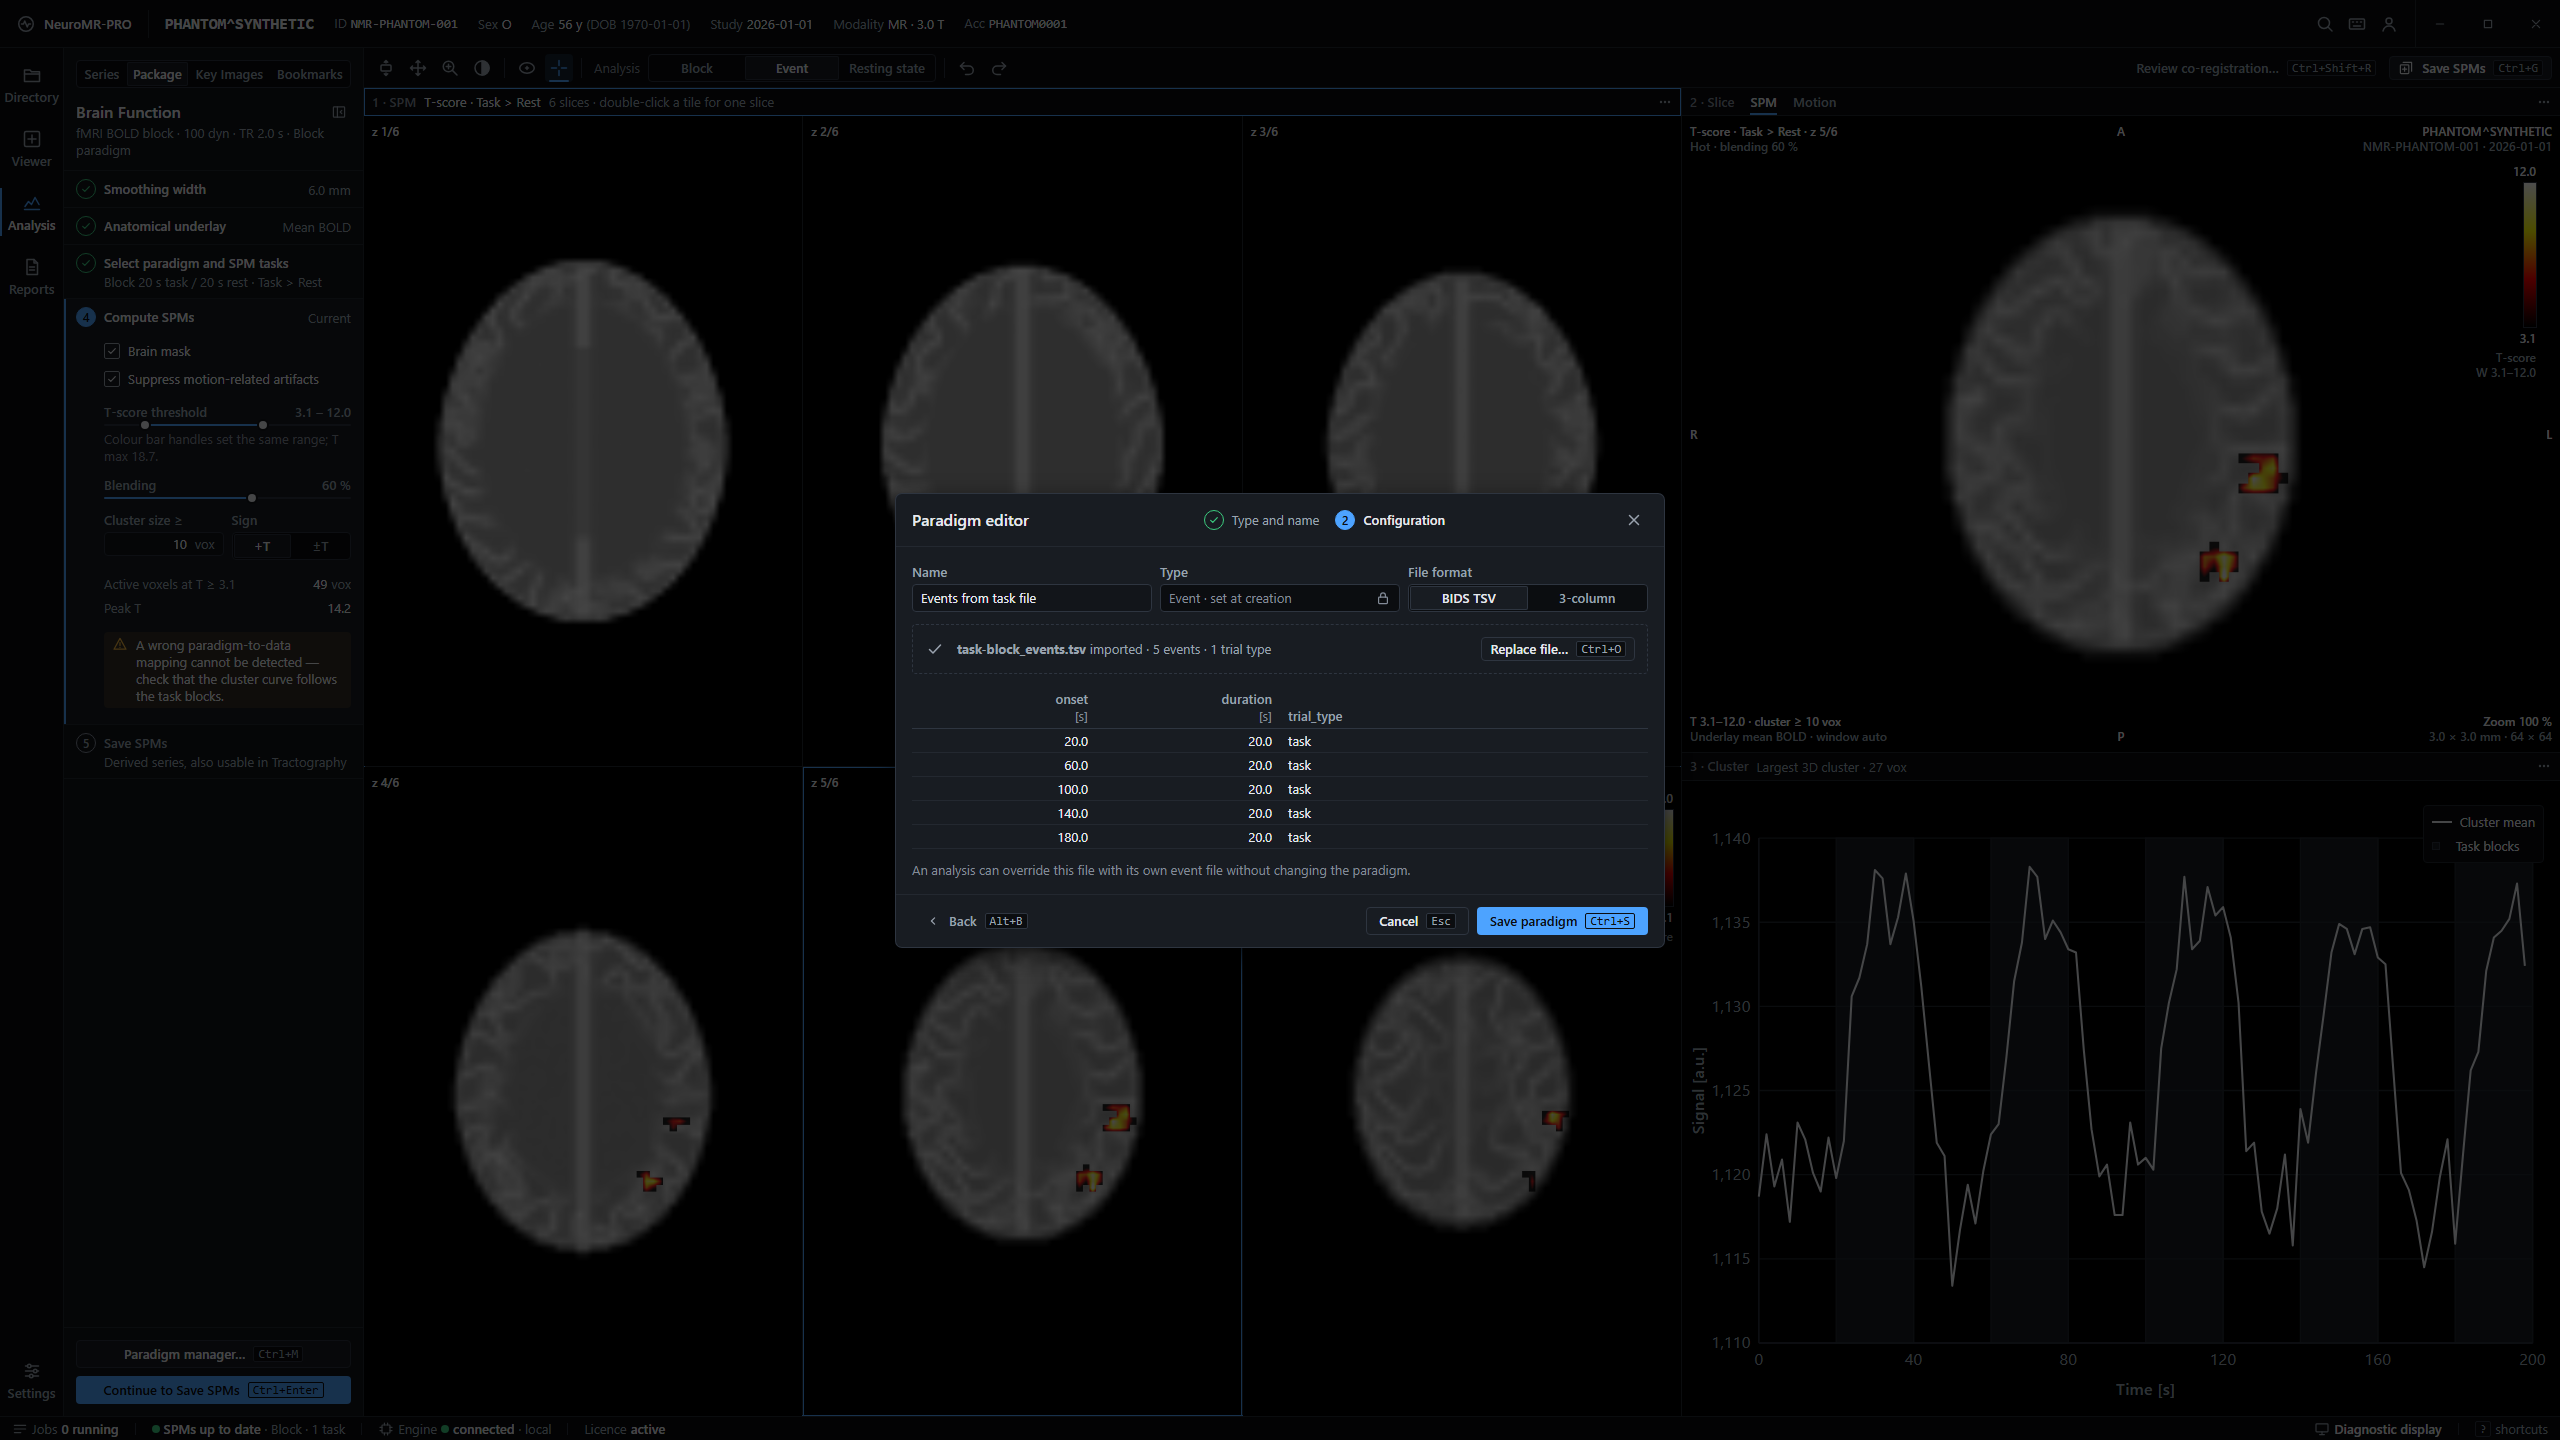 NeuroMR-PRO
PHANTOM^SYNTHETIC
ID NMR-PHANTOM-001
Sex O
Age 56 y (DOB 1970-01-01)
Study 2026-01-01
Modality MR · 3.0 T
Acc PHANTOM0001
Directory
Viewer
Analysis
Reports
Settings
Series
Package
Key Images
Bookmarks
Analysis
Block
Event
Resting state
Review co-registration... Ctrl+Shift+R
Save SPMs Ctrl+G
Brain Function
fMRI BOLD block · 100 dyn · TR 2.0 s · Block
paradigm
Smoothing width 6.0 mm
Anatomical underlay Mean BOLD
Select paradigm and SPM tasks
Block 20 s task / 20 s rest · Task > Rest
4 Compute SPMs Current
Brain mask
Suppress motion-related artifacts
T-score threshold 3.1 – 12.0
Colour bar handles set the same range; T
max 18.7.
Blending 60 %
Cluster size ≥ Sign
10 vox +T ±T
Active voxels at T ≥ 3.1 49 vox
Peak T 14.2
A wrong paradigm-to-data
mapping cannot be detected —
check that the cluster curve follows
the task blocks.
5 Save SPMs
Derived series, also usable in Tractography
Paradigm manager... Ctrl+M
Continue to Save SPMs Ctrl+Enter
1 · SPM T-score · Task > Rest 6 slices · double-click a tile for one slice
z 1/6
z 2/6
z 3/6
z 4/6
z 5/6
Paradigm editor
Type and name
2 Configuration
Name
Type
File format
Events from task file
Event · set at creation
BIDS TSV
3-column
task-block_events.tsv imported · 5 events · 1 trial type
Replace file... Ctrl+O
onset duration
[s] [s] trial_type
20.0 20.0 task
60.0 20.0 task
100.0 20.0 task
140.0 20.0 task
180.0 20.0 task
An analysis can override this file with its own event file without changing the paradigm.
Back Alt+B
Cancel Esc
Save paradigm Ctrl+S
2 · Slice SPM Motion
T-score · Task > Rest · z 5/6
Hot · blending 60 %
A
PHANTOM^SYNTHETIC
NMR-PHANTOM-001 · 2026-01-01
12.0
3.1
T-score
W 3.1–12.0
R
L
T 3.1–12.0 · cluster ≥ 10 vox
Underlay mean BOLD · window auto
P
Zoom 100 %
3.0 × 3.0 mm · 64 × 64
3 · Cluster Largest 3D cluster · 27 vox
Cluster mean
Task blocks
1,140
1,135
1,130
1,125
1,120
1,115
1,110
Signal [a.u.]
0 40 80 120 160 200
Time [s]
Jobs 0 running
SPMs up to date · Block · 1 task
Engine connected · local
Licence active
Diagnostic display
? shortcuts